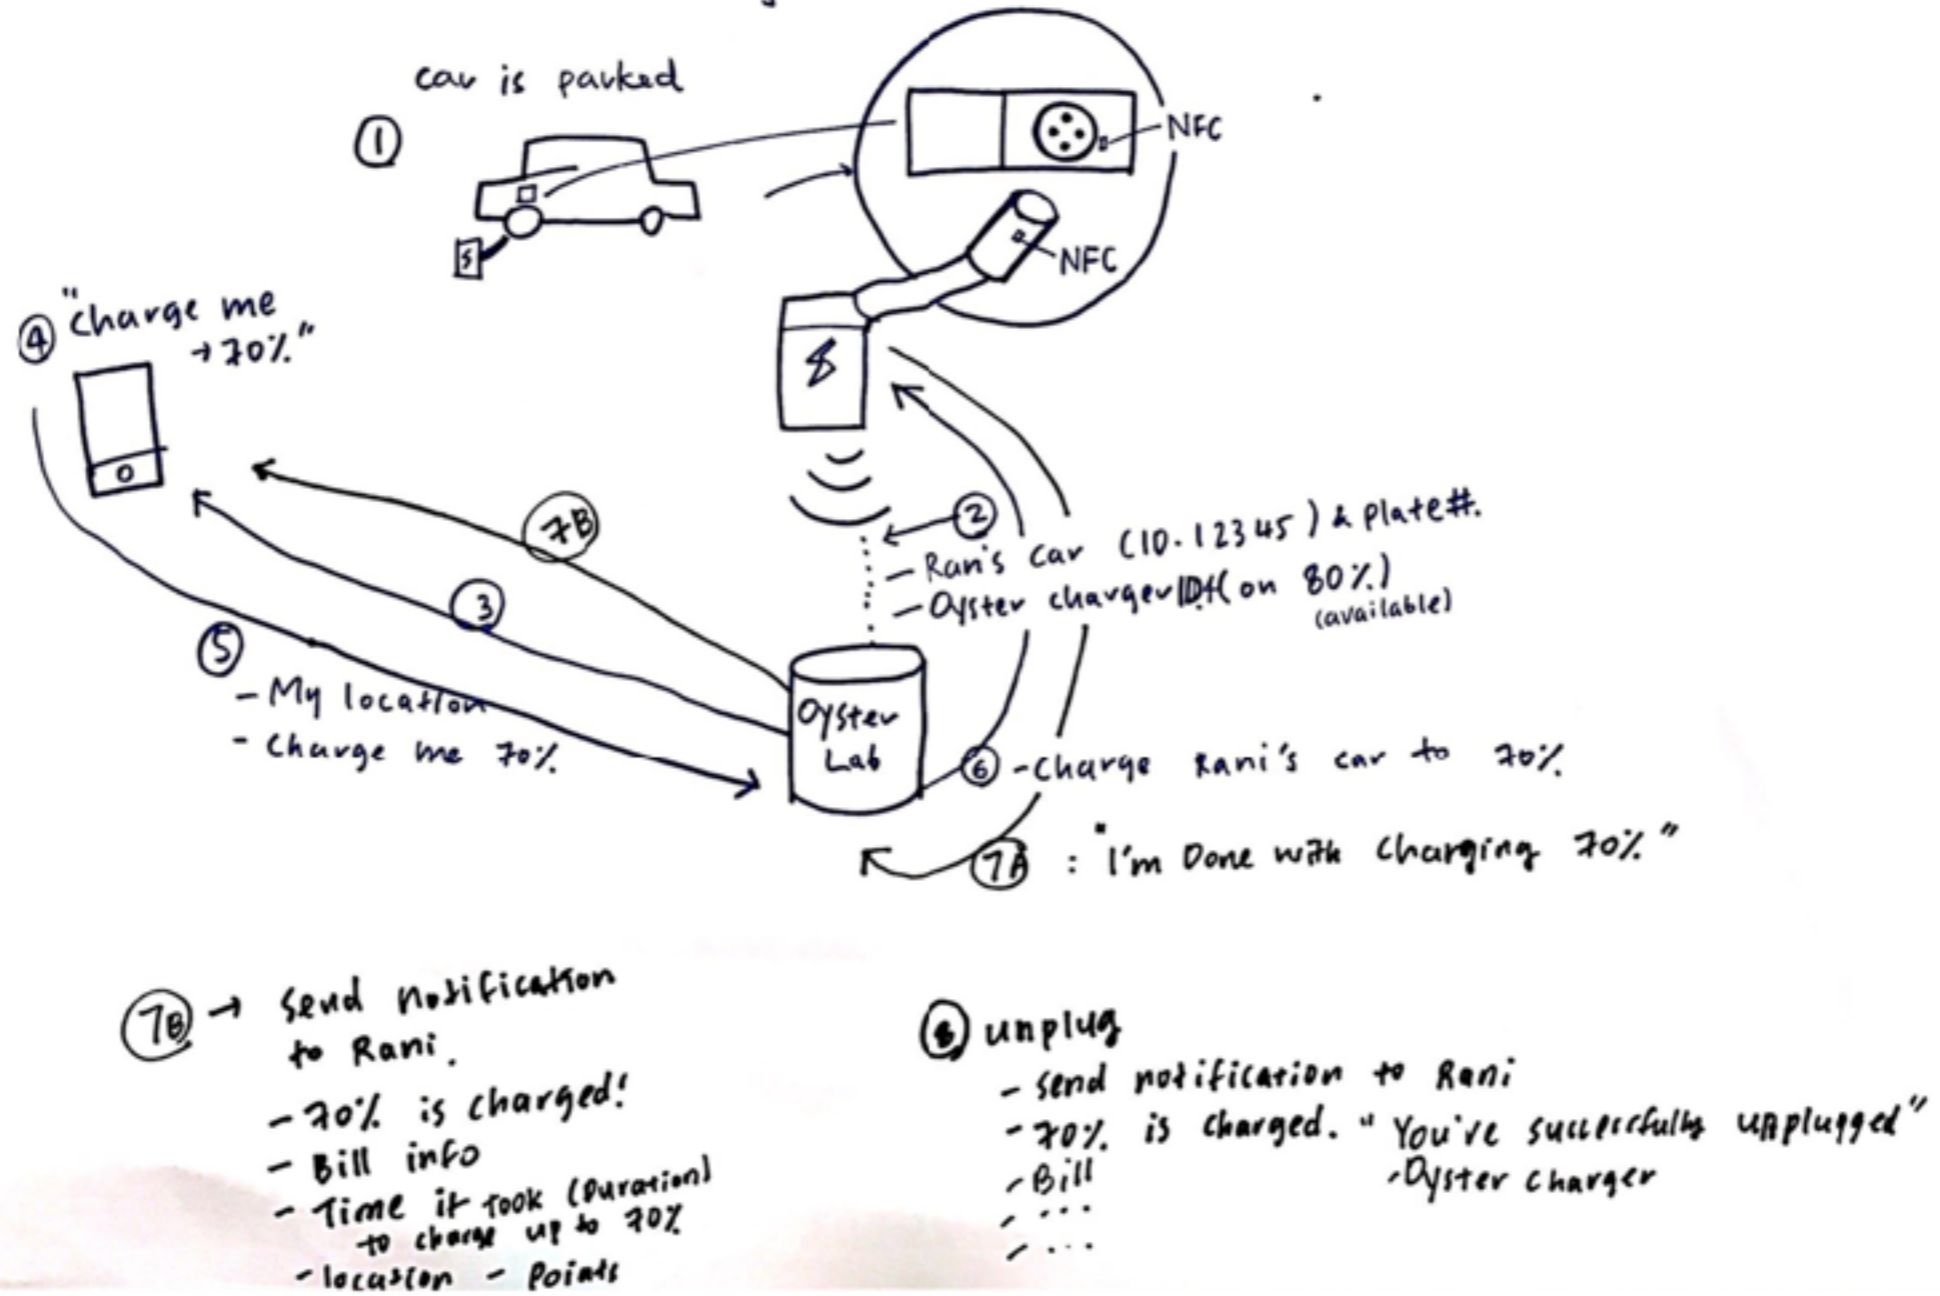 car is parked
①
NFC
NFC
④ "Charge me
→ 70%"
7B
②
- Rani's car (ID.12345) & plate#.
- Oyster charger ID# (on 80%)
(available)
3
⑤
- My location
- Charge me 70%
Oyster
Lab
⑥ - Charge Rani's car to 70%
7A : "I'm Done with Charging 70%"
7B → Send notification
to Rani.
- 70% is charged!
- Bill info
- Time it took (Duration)
to charge up to 70%
- location - Points
⑧ unplug
- send notification to Rani
- 70% is charged. "You've successfully unplugged"
- Bill
- Oyster charger
- ...
- ...